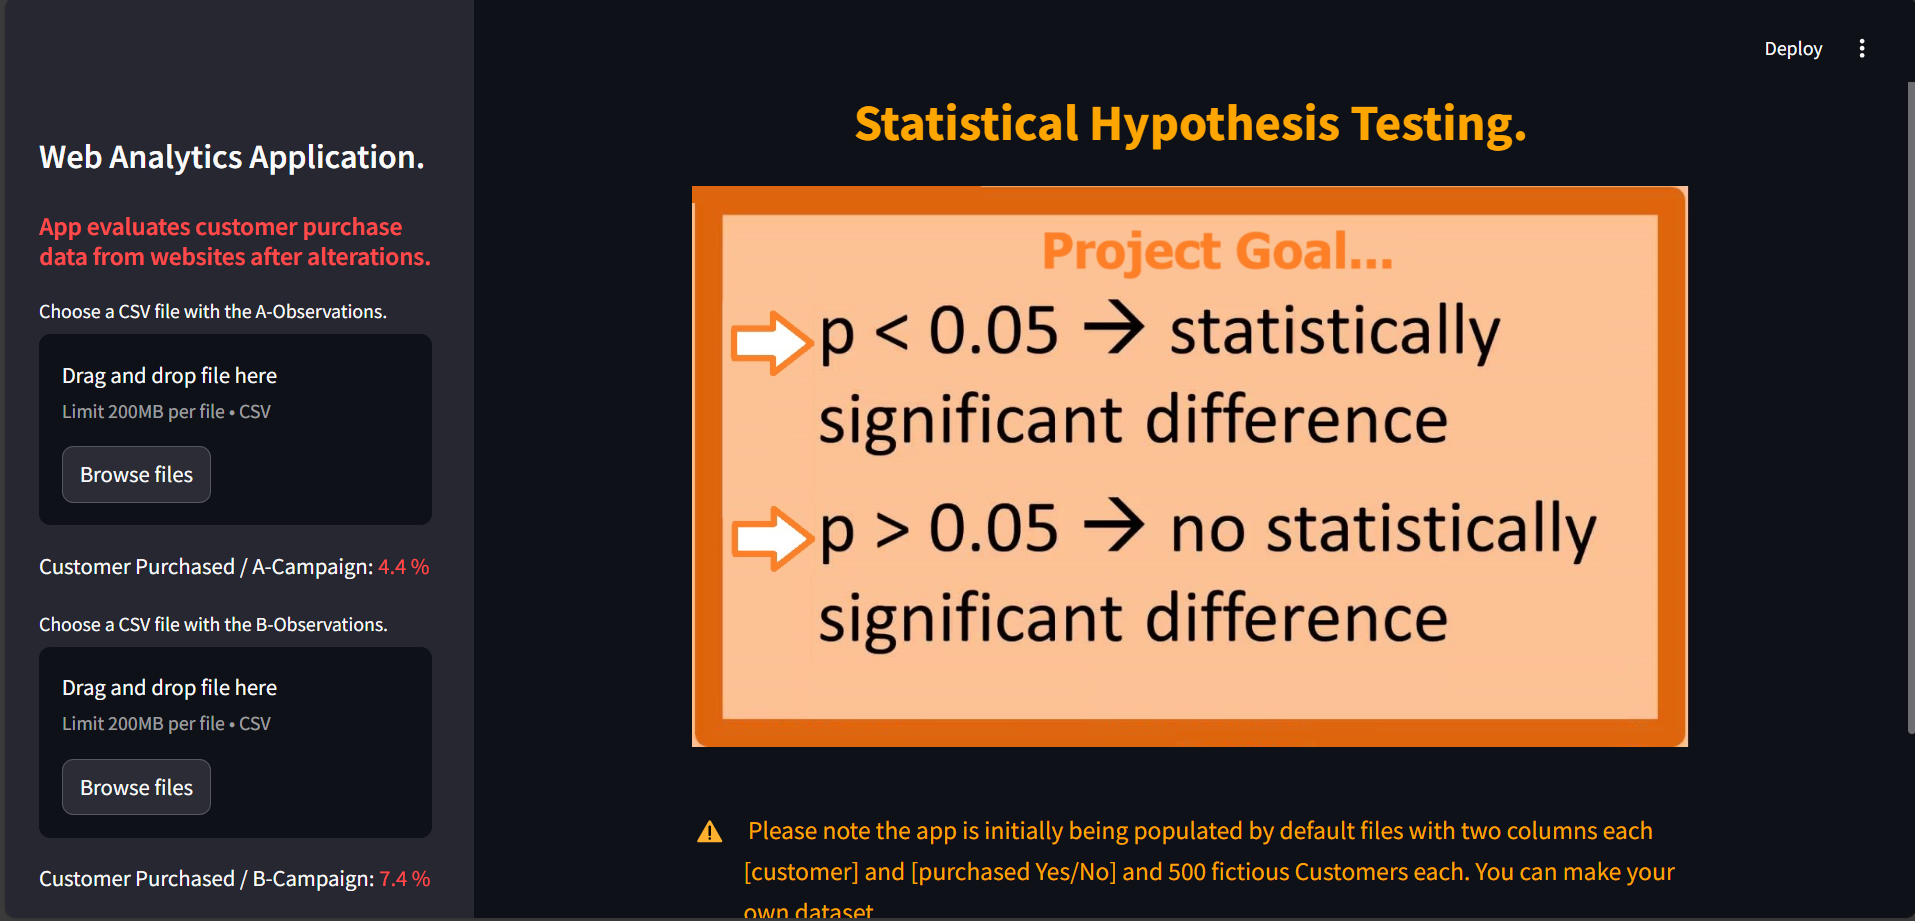 Deploy
Web Analytics Application.
App evaluates customer purchase
data from websites after alterations.
Choose a CSV file with the A-Observations.
Drag and drop file here
Limit 200MB per file • CSV
Browse files
Customer Purchased / A-Campaign: 4.4 %
Choose a CSV file with the B-Observations.
Drag and drop file here
Limit 200MB per file • CSV
Browse files
Customer Purchased / B-Campaign: 7.4 %
Statistical Hypothesis Testing.
Project Goal...
p < 0.05 → statistically
significant difference
p > 0.05 → no statistically
significant difference
Please note the app is initially being populated by default files with two columns each
[customer] and [purchased Yes/No] and 500 fictious Customers each. You can make your
own dataset